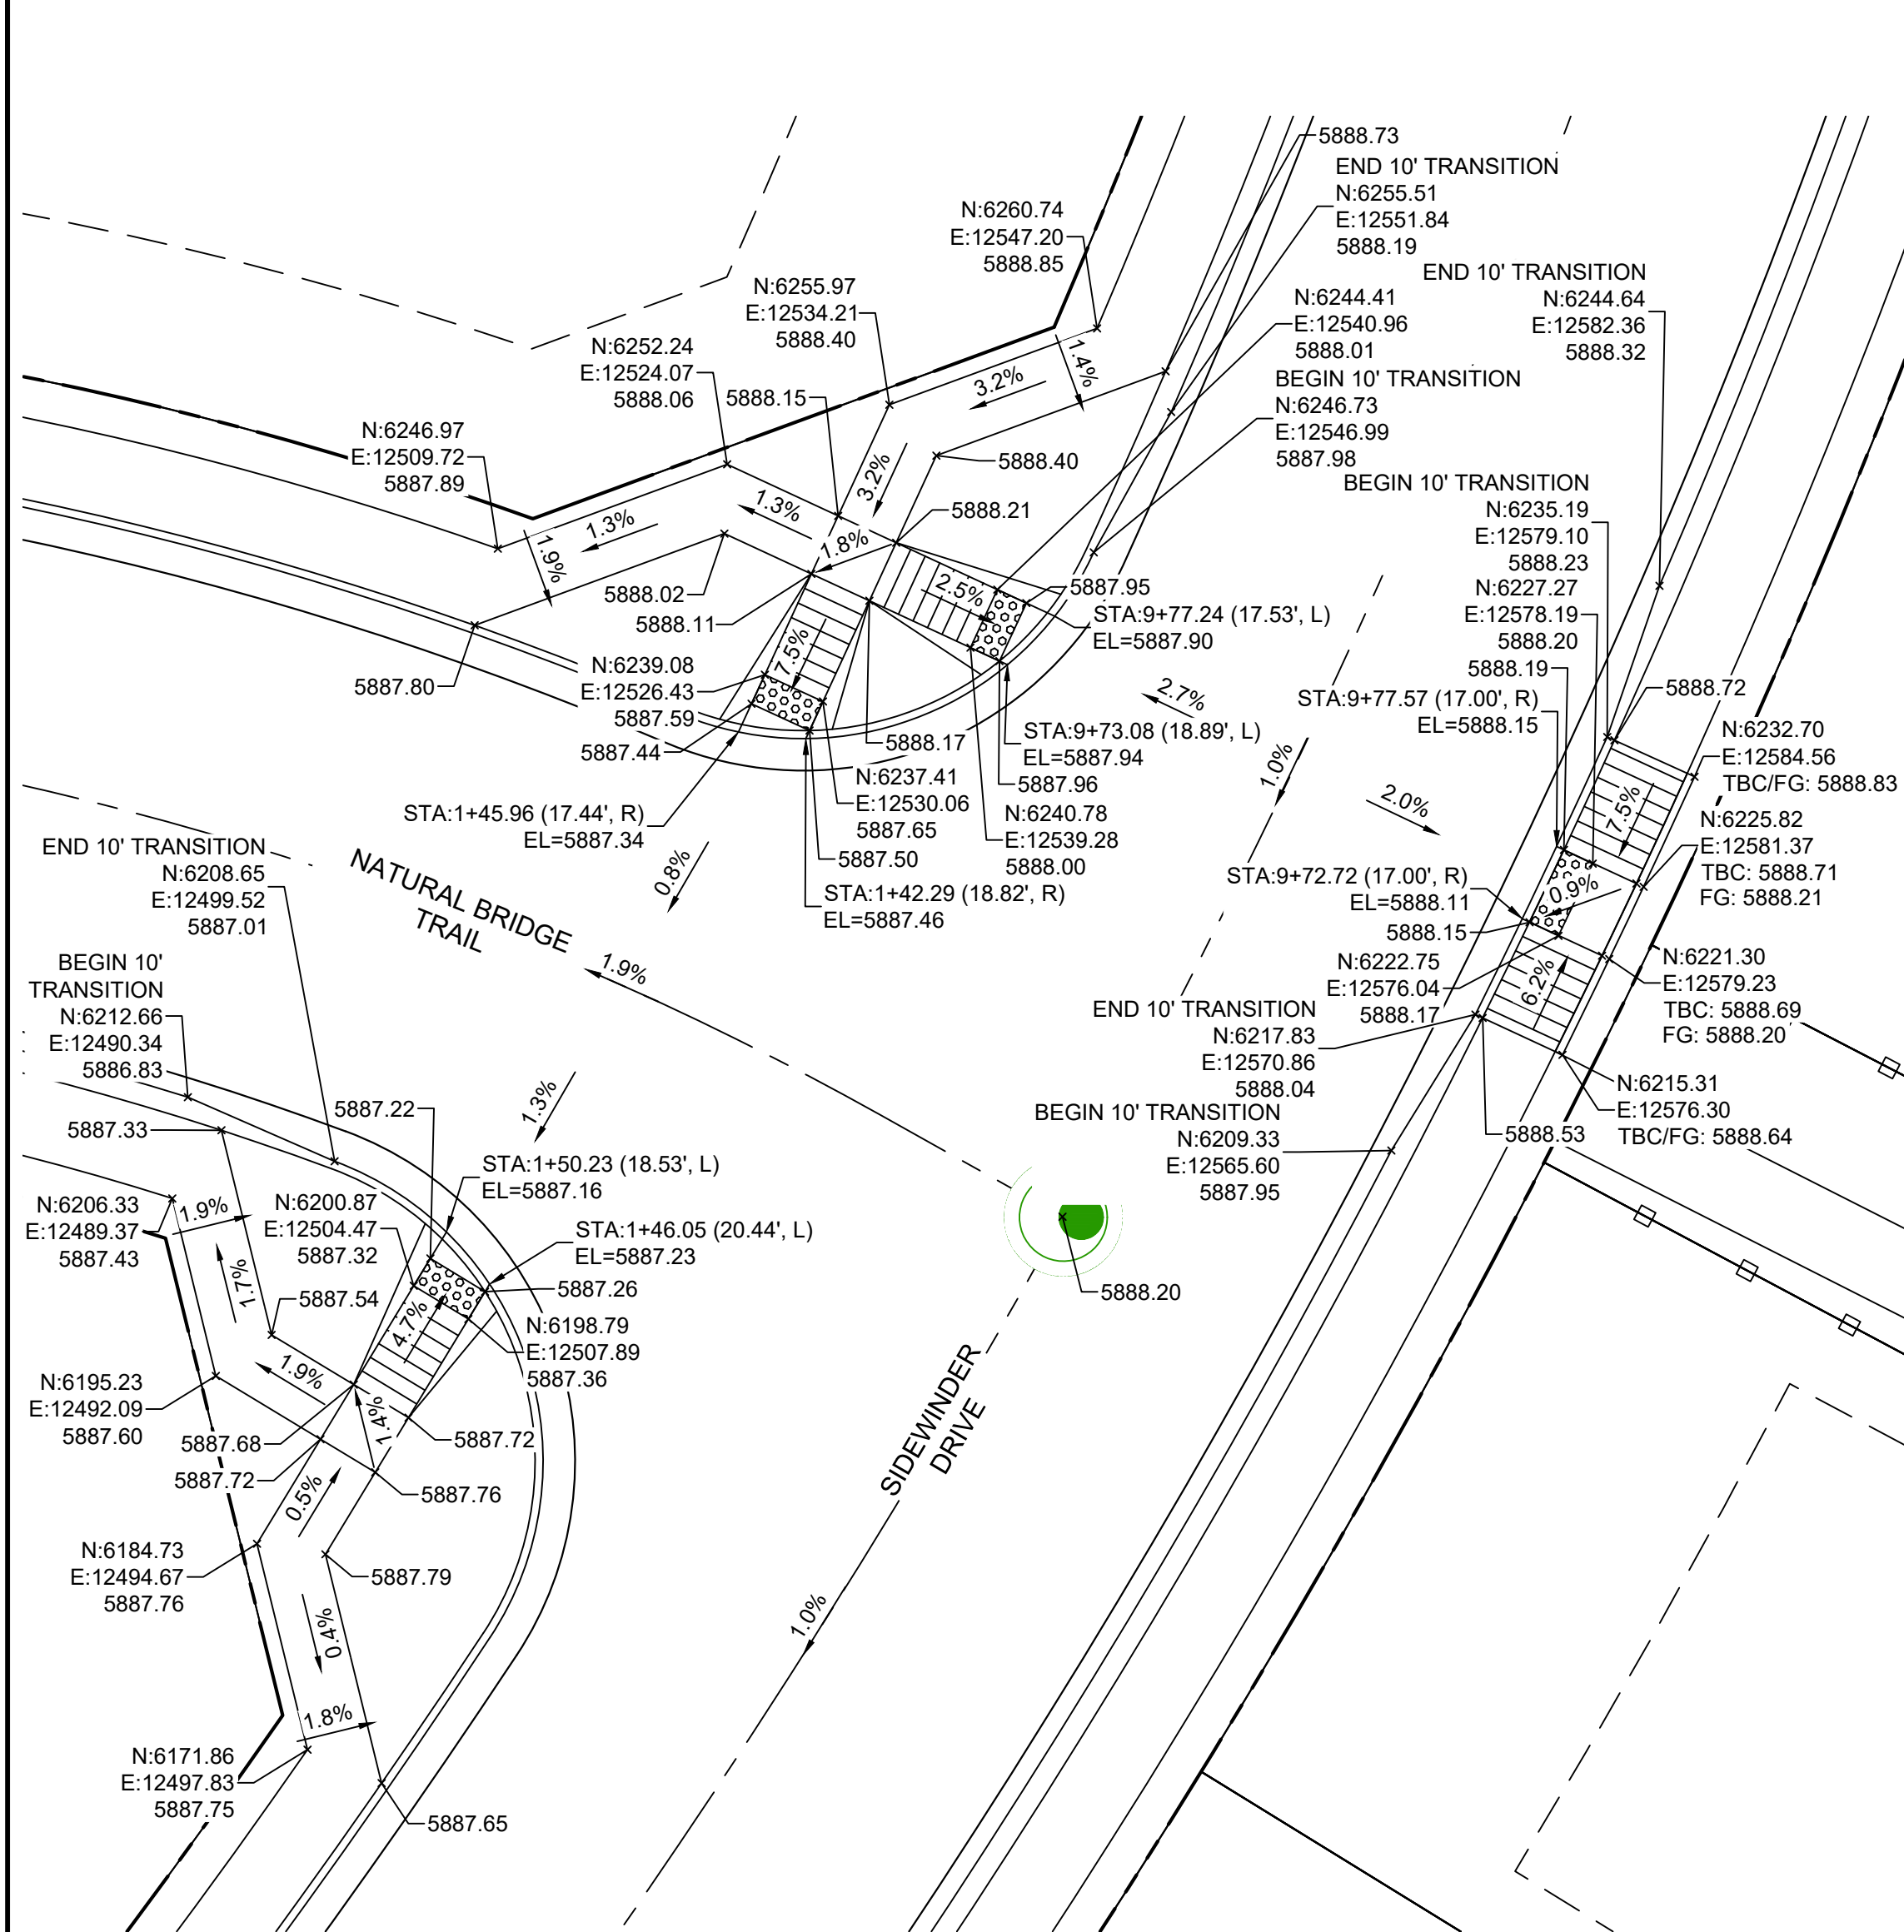 5888.73
END 10' TRANSITION
N:6255.51
E:12551.84
5888.19
N:6260.74
E:12547.20
5888.85
END 10' TRANSITION
N:6244.64
E:12582.36
5888.32
N:6255.97
E:12534.21
5888.40
N:6244.41
E:12540.96
5888.01
N:6252.24
E:12524.07
5888.06
5888.15
3.2%
1.4%
BEGIN 10' TRANSITION
N:6246.73
E:12546.99
5887.98
N:6246.97
E:12509.72
5887.89
5888.40
3.2%
BEGIN 10' TRANSITION
N:6235.19
E:12579.10
5888.23
1.3%
1.3%
1.9%
1.8%
5888.21
5888.02
5888.11
2.5%
5887.95
STA:9+77.24 (17.53', L)
EL=5887.90
N:6227.27
E:12578.19
5888.20
5888.19
STA:9+77.57 (17.00', R)
EL=5888.15
5888.72
5887.80
N:6239.08
E:12526.43
5887.59
7.5%
5887.44
2.7%
N:6232.70
E:12584.56
TBC/FG: 5888.83
5888.17
STA:9+73.08 (18.89', L)
EL=5887.94
5887.96
1.0%
2.0%
7.5%
N:6237.41
E:12530.06
5887.65
N:6240.78
E:12539.28
5888.00
STA:1+45.96 (17.44', R)
EL=5887.34
N:6225.82
E:12581.37
TBC: 5888.71
FG: 5888.21
5887.50
STA:1+42.29 (18.82', R)
EL=5887.46
0.8%
END 10' TRANSITION
N:6208.65
E:12499.52
5887.01
NATURAL BRIDGE
TRAIL
1.9%
STA:9+72.72 (17.00', R)
EL=5888.11
0.9%
5888.15
N:6222.75
E:12576.04
5888.17
6.2%
N:6221.30
E:12579.23
TBC: 5888.69
FG: 5888.20
BEGIN 10'
TRANSITION
N:6212.66
E:12490.34
5886.83
END 10' TRANSITION
N:6217.83
E:12570.86
5888.04
N:6215.31
E:12576.30
TBC/FG: 5888.64
5887.22
1.3%
5887.33
BEGIN 10' TRANSITION
N:6209.33
E:12565.60
5887.95
5888.53
STA:1+50.23 (18.53', L)
EL=5887.16
N:6206.33
E:12489.37
5887.43
1.9%
N:6200.87
E:12504.47
5887.32
STA:1+46.05 (20.44', L)
EL=5887.23
5887.26
1.7%
5887.54
4.7%
5888.20
N:6198.79
E:12507.89
5887.36
1.9%
N:6195.23
E:12492.09
5887.60
1.4%
5887.68
5887.72
5887.72
5887.76
0.5%
SIDEWINDER
DRIVE
N:6184.73
E:12494.67
5887.76
5887.79
0.4%
1.0%
1.8%
N:6171.86
E:12497.83
5887.75
5887.65